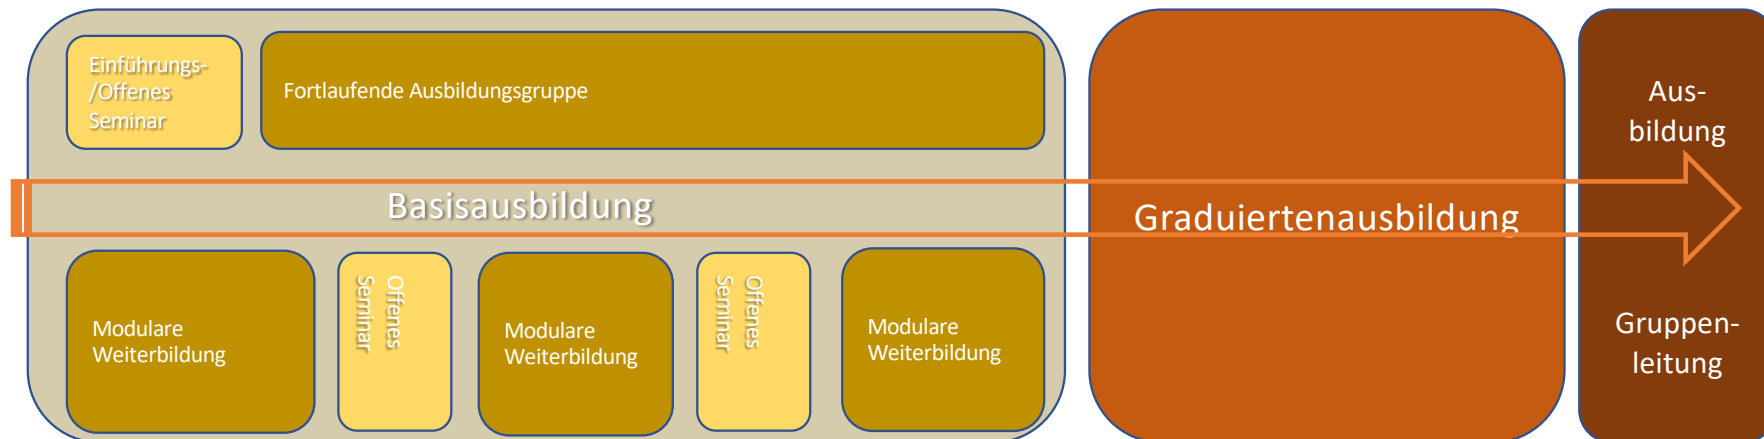 Einführungs-
/Offenes
Seminar
Fortlaufende Ausbildungsgruppe
Basisausbildung
Modulare
Weiterbildung
Offenes
Seminar
Modulare
Weiterbildung
Offenes
Seminar
Modulare
Weiterbildung
Graduiertenausbildung
Aus-
bildung
Gruppen-
leitung